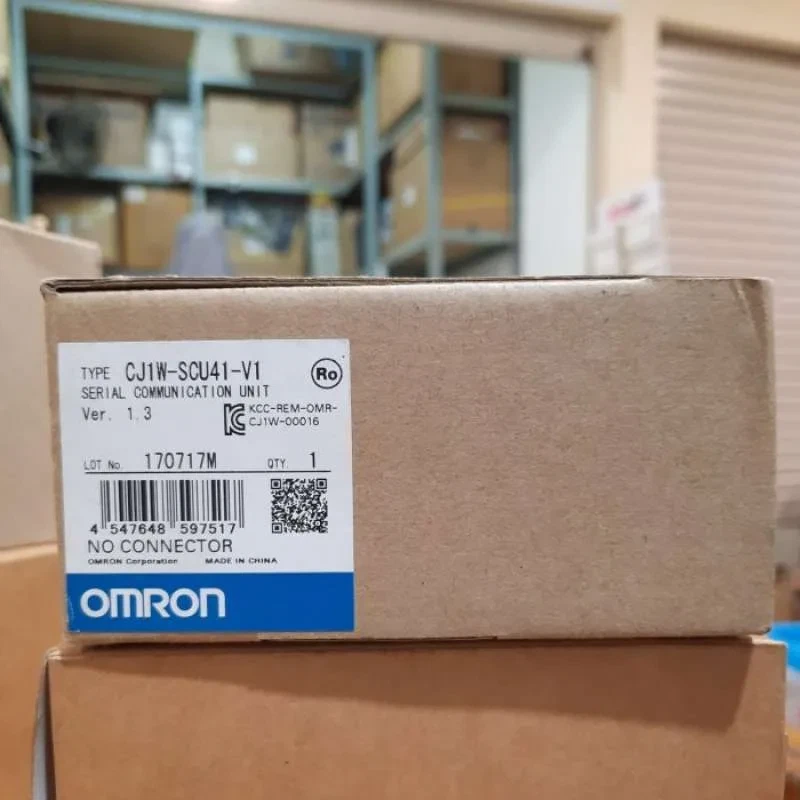 TYPE CJ1W-SCU41-V1
Ro
SERIAL COMMUNICATION UNIT
Ver. 1.3
KCC-REM-OMR-
CJ1W-00016
LOT No. 170717M QTY. 1
4 547648 597517
NO CONNECTOR
OMRON Corporation MADE IN CHINA
OMRON